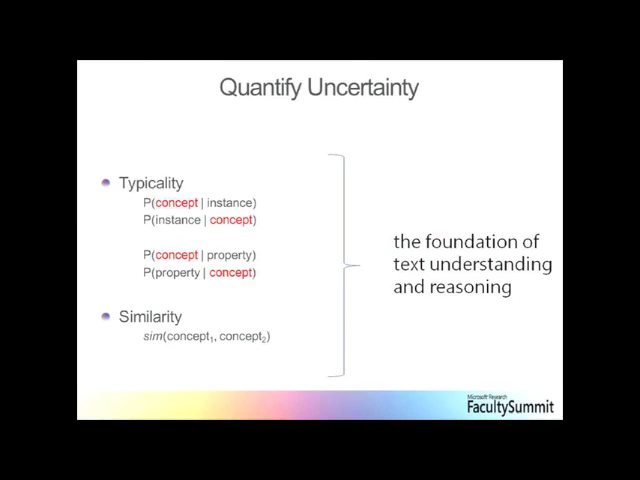 Quantify Uncertainty
Typicality
P(concept | instance)
P(instance | concept)
P(concept | property)
P(property | concept)
Similarity
sim(concept₁, concept₂)
the foundation of
text understanding
and reasoning
Microsoft Research
FacultySummit